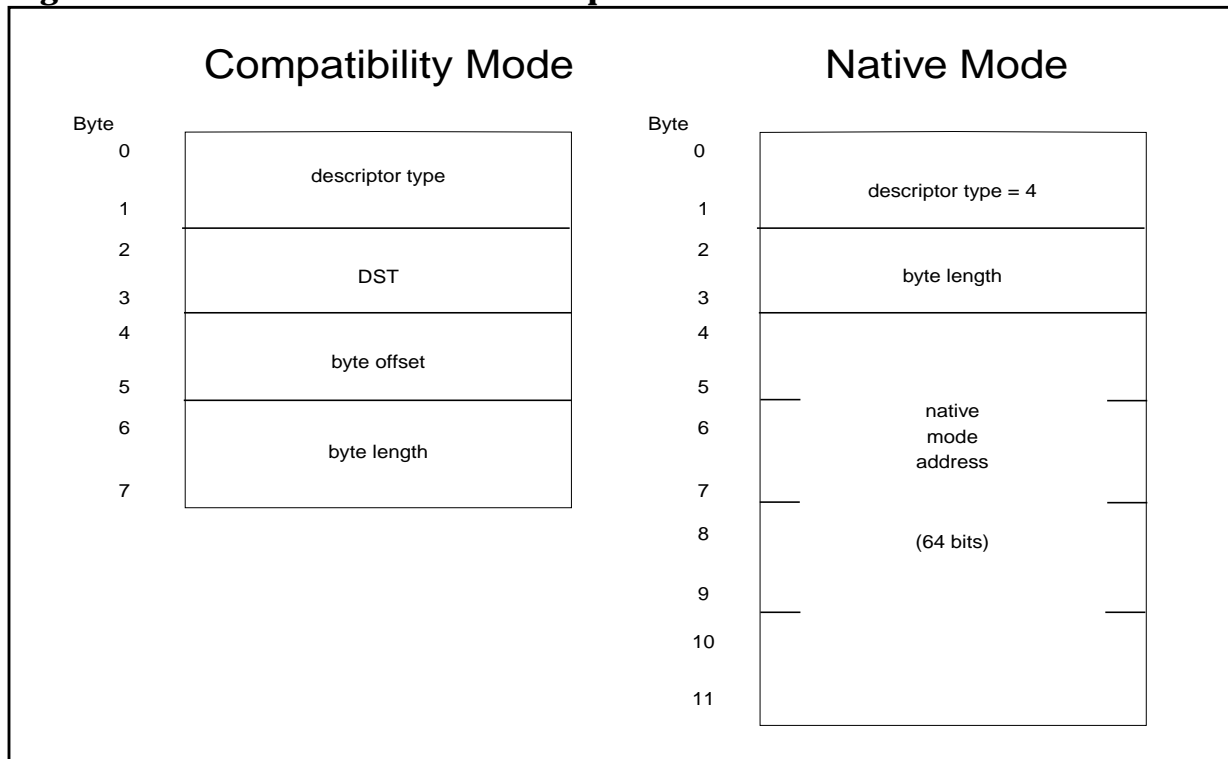 Compatibility Mode
Byte
0
descriptor type
1
2
DST
3
4
byte offset
5
6
byte length
7
Native Mode
Byte
0
descriptor type = 4
1
2
byte length
3
4
5
native
6
mode
address
7
8
(64 bits)
9
10
11